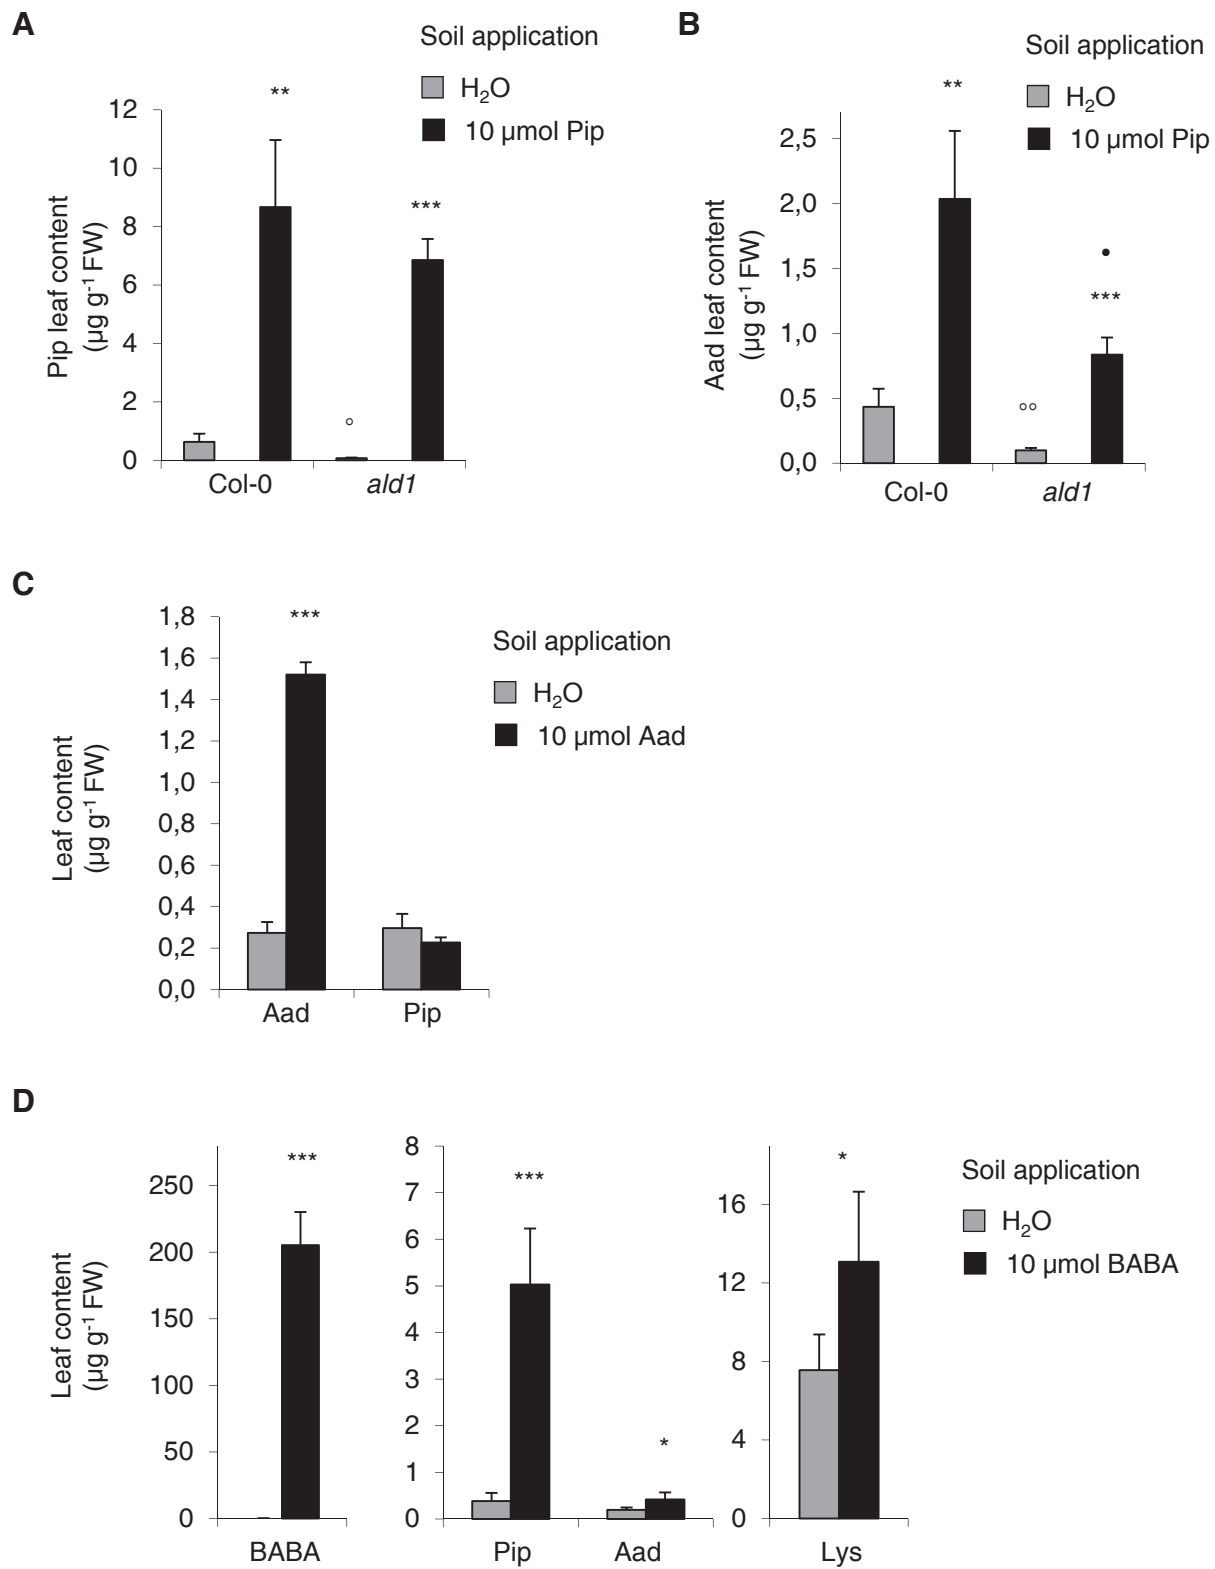 A
Soil application
H₂O
10 µmol Pip
Pip leaf content
(µg g⁻¹ FW)
12
10
8
6
4
2
0
**
°
***
Col-0
ald1
B
Soil application
H₂O
10 µmol Pip
Aad leaf content
(µg g⁻¹ FW)
2,5
2,0
1,5
1,0
0,5
0,0
**
°°
•
***
Col-0
ald1
C
Soil application
H₂O
10 µmol Aad
Leaf content
(µg g⁻¹ FW)
1,8
1,6
1,4
1,2
1,0
0,8
0,6
0,4
0,2
0,0
***
Aad
Pip
D
Leaf content
(µg g⁻¹ FW)
250
200
150
100
50
0
***
BABA
8
7
6
5
4
3
2
1
0
***
*
Pip
Aad
16
12
8
4
0
*
Lys
Soil application
H₂O
10 µmol BABA